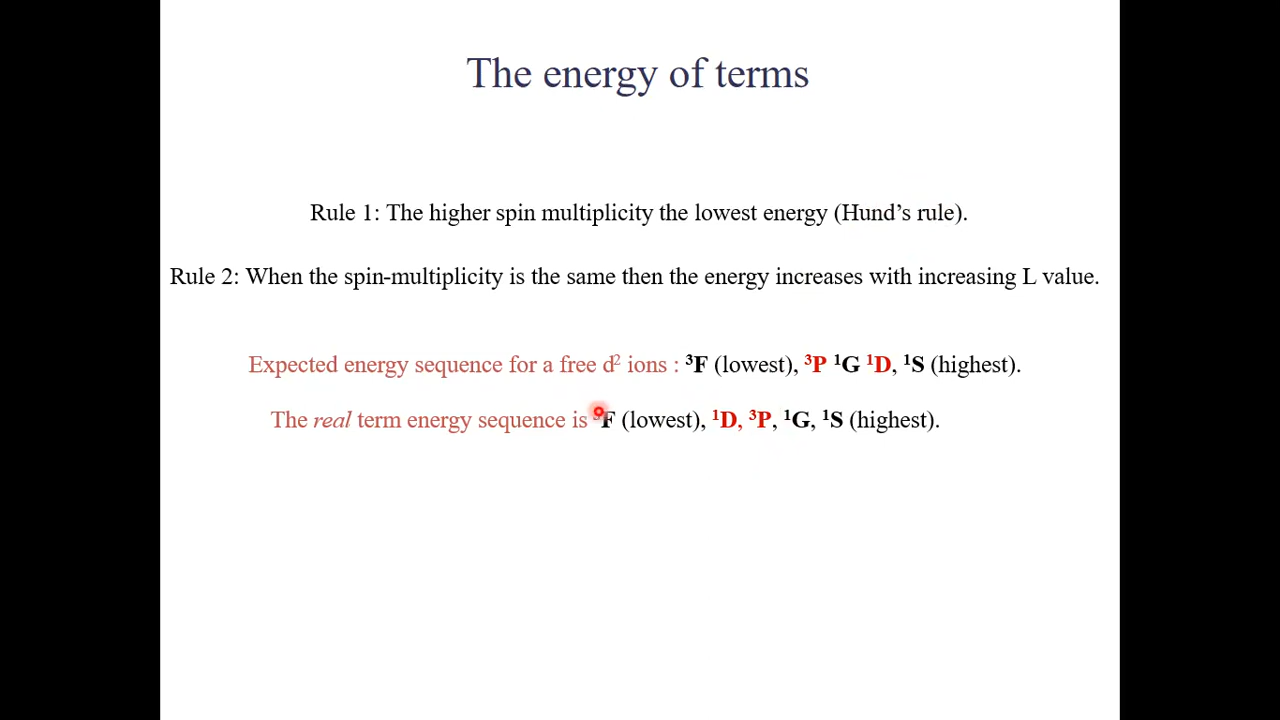 The energy of terms
Rule 1: The higher spin multiplicity the lowest energy (Hund’s rule).
Rule 2: When the spin-multiplicity is the same then the energy increases with increasing L value.
Expected energy sequence for a free d² ions : ³F (lowest), ³P ¹G ¹D, ¹S (highest).
The real term energy sequence is ³F (lowest), ¹D, ³P, ¹G, ¹S (highest).